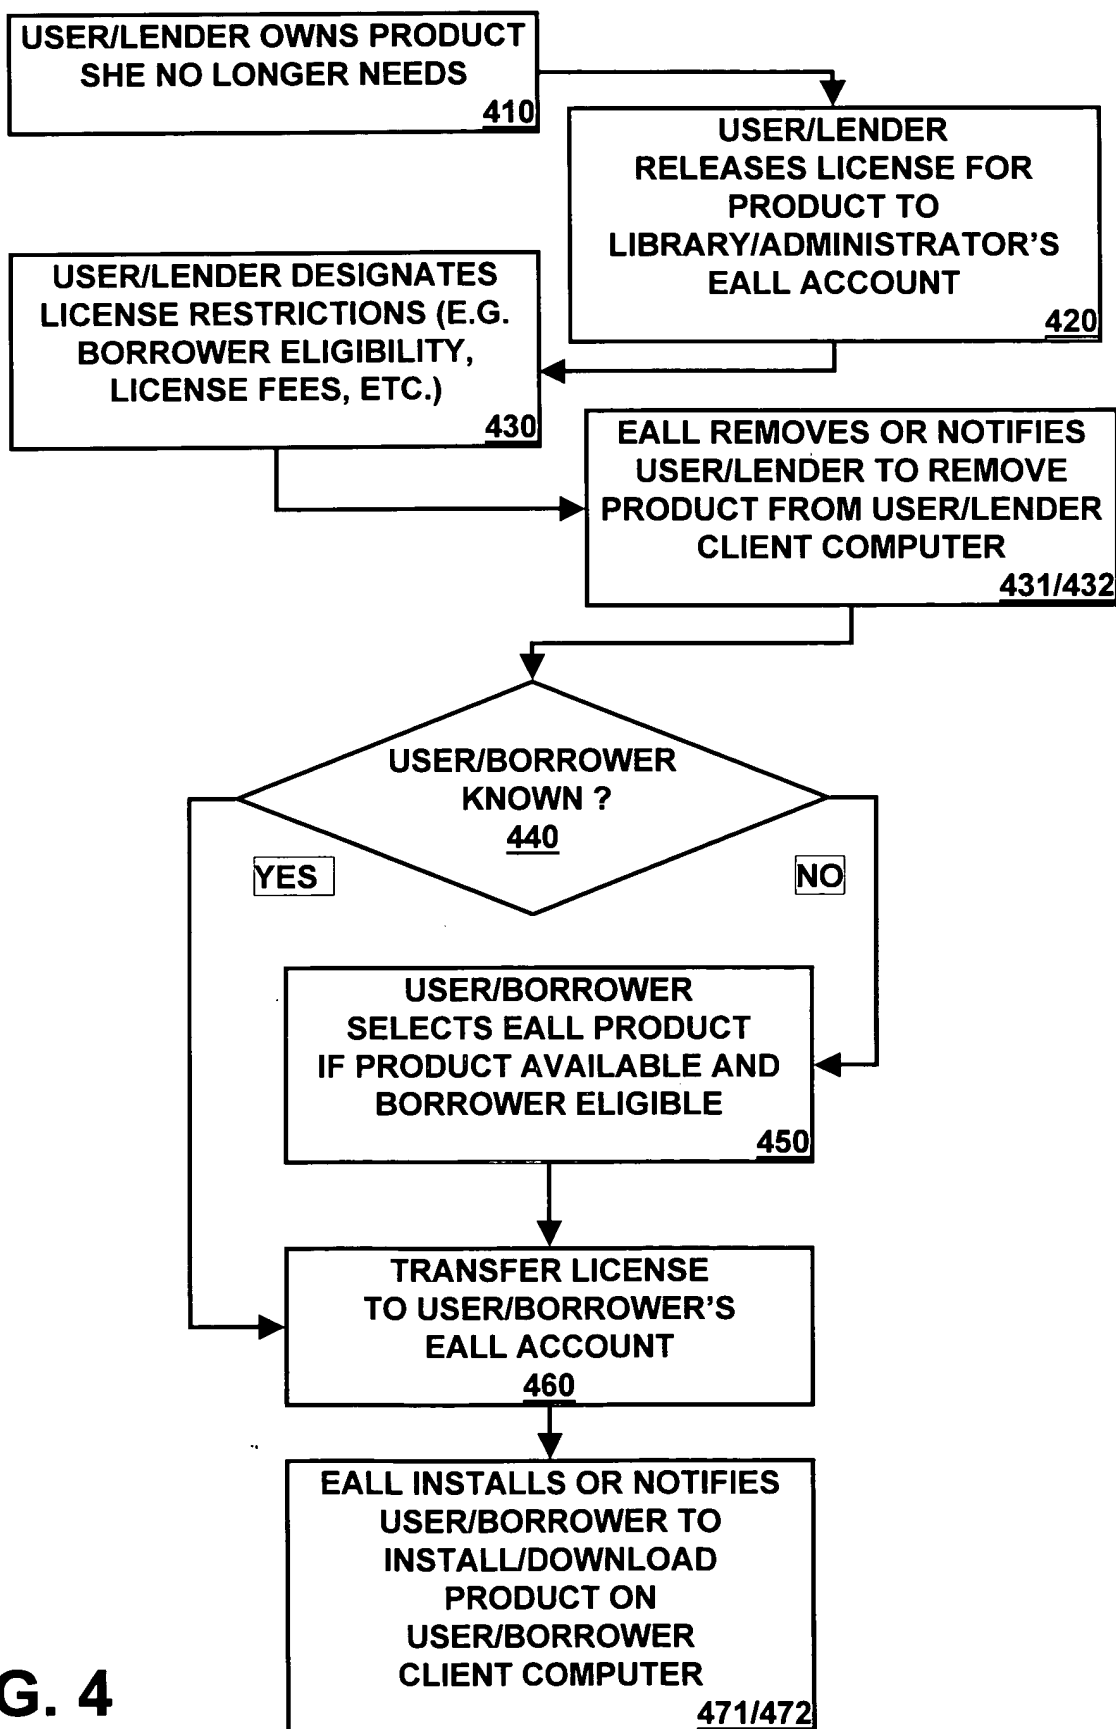 USER/LENDER OWNS PRODUCT
SHE NO LONGER NEEDS
410
USER/LENDER
RELEASES LICENSE FOR
PRODUCT TO
LIBRARY/ADMINISTRATOR'S
EALL ACCOUNT
420
USER/LENDER DESIGNATES
LICENSE RESTRICTIONS (E.G.
BORROWER ELIGIBILITY,
LICENSE FEES, ETC.)
430
EALL REMOVES OR NOTIFIES
USER/LENDER TO REMOVE
PRODUCT FROM USER/LENDER
CLIENT COMPUTER
431/432
USER/BORROWER
KNOWN ?
440
YES
NO
USER/BORROWER
SELECTS EALL PRODUCT
IF PRODUCT AVAILABLE AND
BORROWER ELIGIBLE
450
TRANSFER LICENSE
TO USER/BORROWER'S
EALL ACCOUNT
460
EALL INSTALLS OR NOTIFIES
USER/BORROWER TO
INSTALL/DOWNLOAD
PRODUCT ON
USER/BORROWER
CLIENT COMPUTER
471/472
G. 4